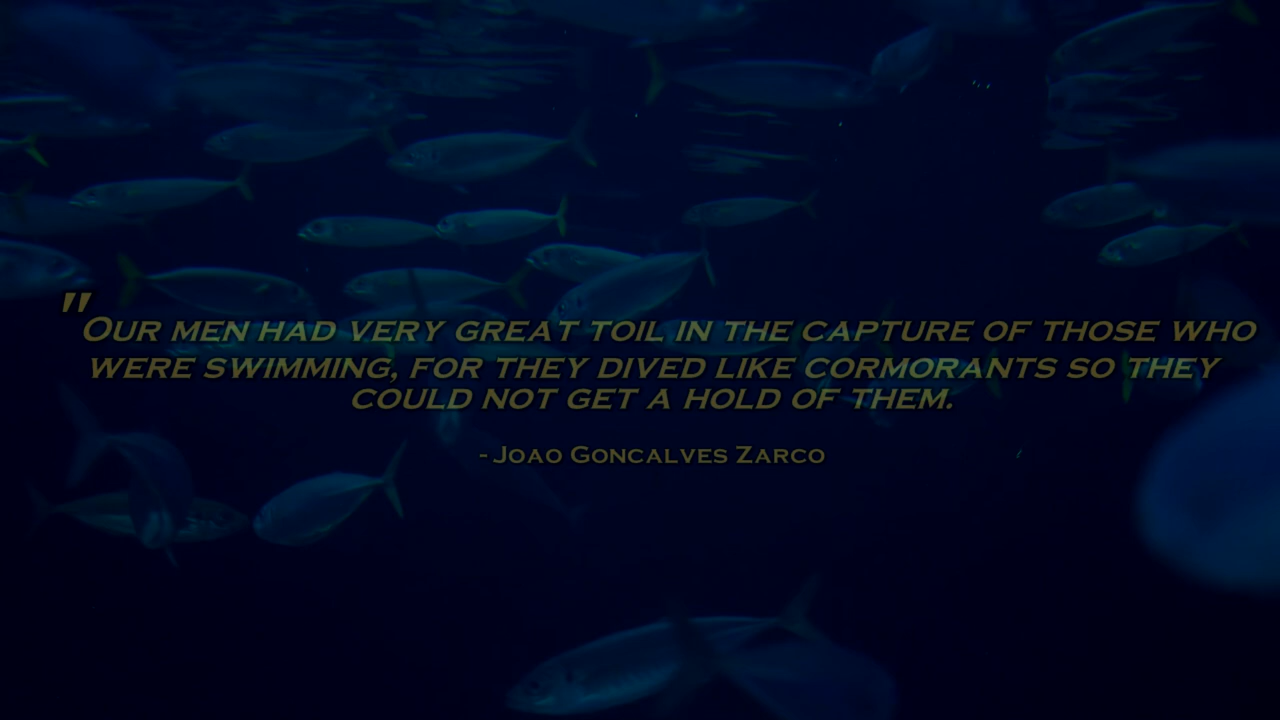 "Our men had very great toil in the capture of those who
were swimming, for they dived like cormorants so they
could not get a hold of them.
- Joao Goncalves Zarco